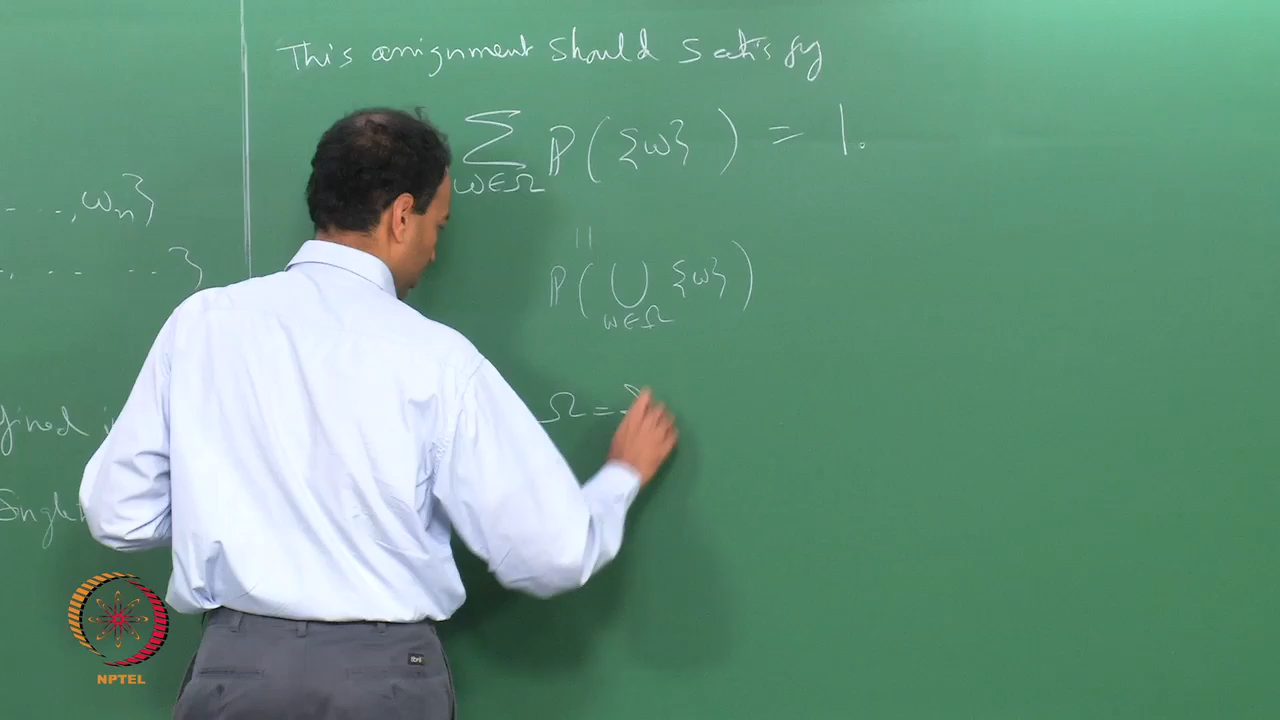 This assignment should satisfy
∑ ω∈Ω ℙ({ω}) = 1.
- - - ..., ωₙ}
=
., .. .. ...}
ℙ(⋃ ω∈Ω {ω})
Ω = {
NPTEL